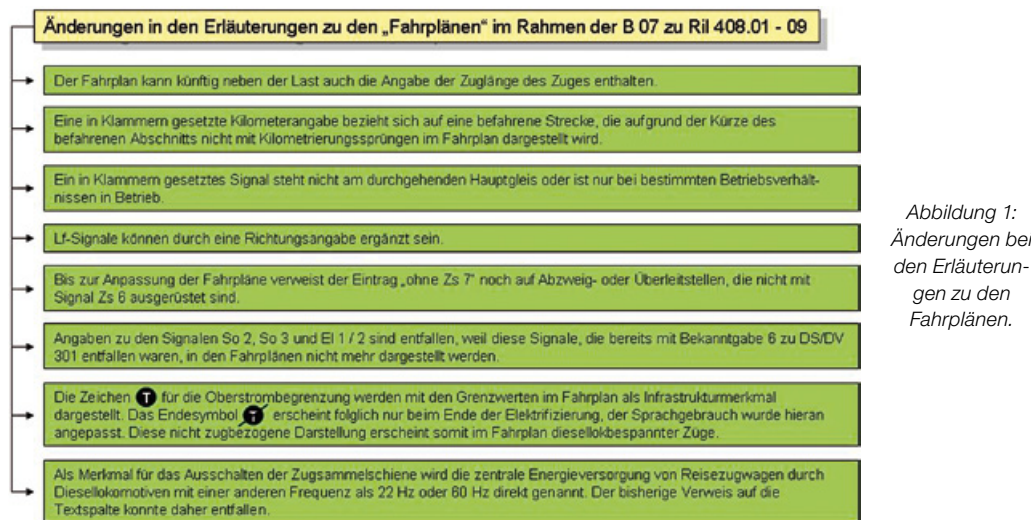 Änderungen in den Erläuterungen zu den „Fahrplänen" im Rahmen der B 07 zu Ril 408.01 - 09
Der Fahrplan kann künftig neben der Last auch die Angabe der Zuglänge des Zuges enthalten.
Eine in Klammern gesetzte Kilometerangabe bezieht sich auf eine befahrene Strecke, die aufgrund der Kürze des
befahrenen Abschnitts nicht mit Kilometrierungssprüngen im Fahrplan dargestellt wird.
Ein in Klammern gesetztes Signal steht nicht am durchgehenden Hauptgleis oder ist nur bei bestimmten Betriebsverhält-
nissen in Betrieb.
Lf-Signale können durch eine Richtungsangabe ergänzt sein.
Bis zur Anpassung der Fahrpläne verweist der Eintrag „ohne Zs 7" noch auf Abzweig- oder Überleitstellen, die nicht mit
Signal Zs 6 ausgerüstet sind.
Angaben zu den Signalen So 2, So 3 und El 1 / 2 sind entfallen, weil diese Signale, die bereits mit Bekanntgabe 6 zu DS/DV
301 entfallen waren, in den Fahrplänen nicht mehr dargestellt werden.
Die Zeichen T für die Oberstrombegrenzung werden mit den Grenzwerten im Fahrplan als Infrastrukturmerkmal
dargestellt. Das Endesymbol T erscheint folglich nur beim Ende der Elektrifizierung, der Sprachgebrauch wurde hieran
angepasst. Diese nicht zugbezogene Darstellung erscheint somit im Fahrplan diesellokbespannter Züge.
Als Merkmal für das Ausschalten der Zugsammelschiene wird die zentrale Energieversorgung von Reisezugwagen durch
Diesellokomotiven mit einer anderen Frequenz als 22 Hz oder 60 Hz direkt genannt. Der bisherige Verweis auf die
Textspalte konnte daher entfallen.
Abbildung 1:
Änderungen bei
den Erläuterun-
gen zu den
Fahrplänen.